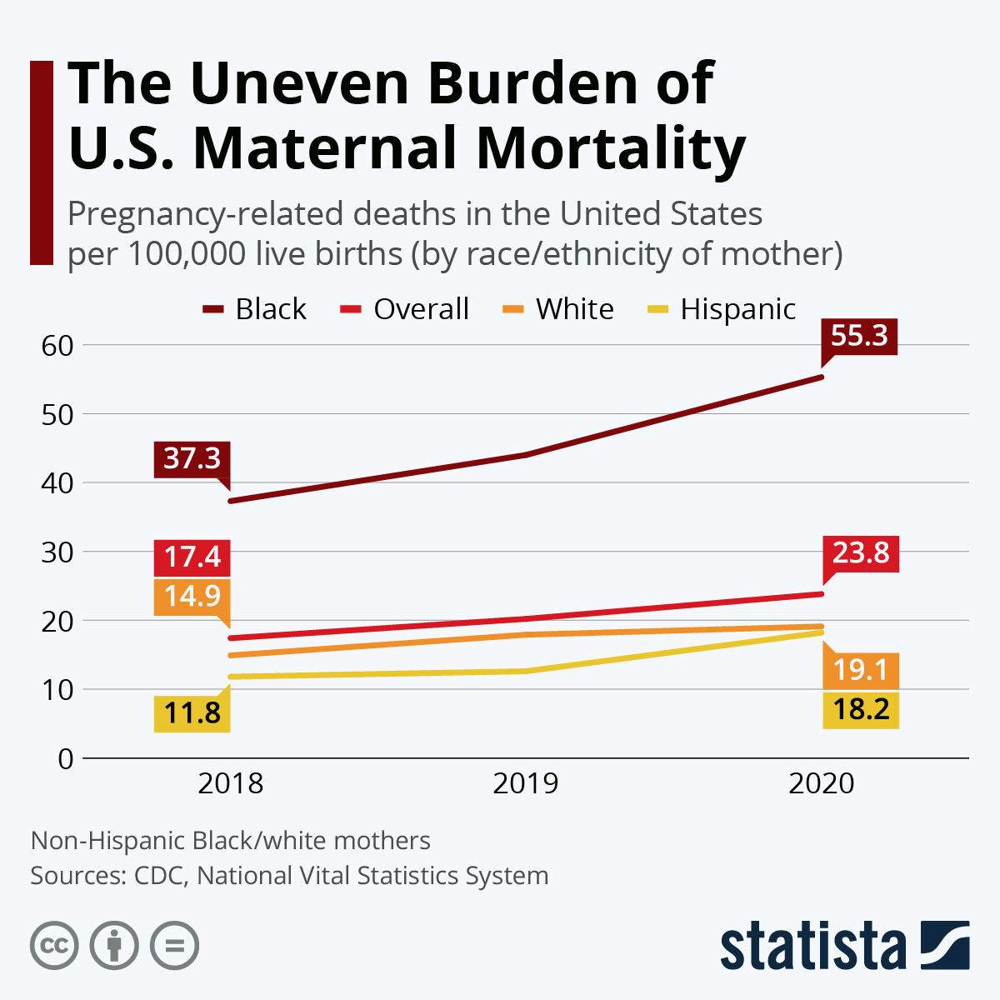 The Uneven Burden of
U.S. Maternal Mortality
Pregnancy-related deaths in the United States
per 100,000 live births (by race/ethnicity of mother)
Black Overall White Hispanic
60
50
40
30
20
10
0
37.3
17.4
14.9
11.8
55.3
23.8
19.1
18.2
2018 2019 2020
Non-Hispanic Black/white mothers
Sources: CDC, National Vital Statistics System
cc
statista